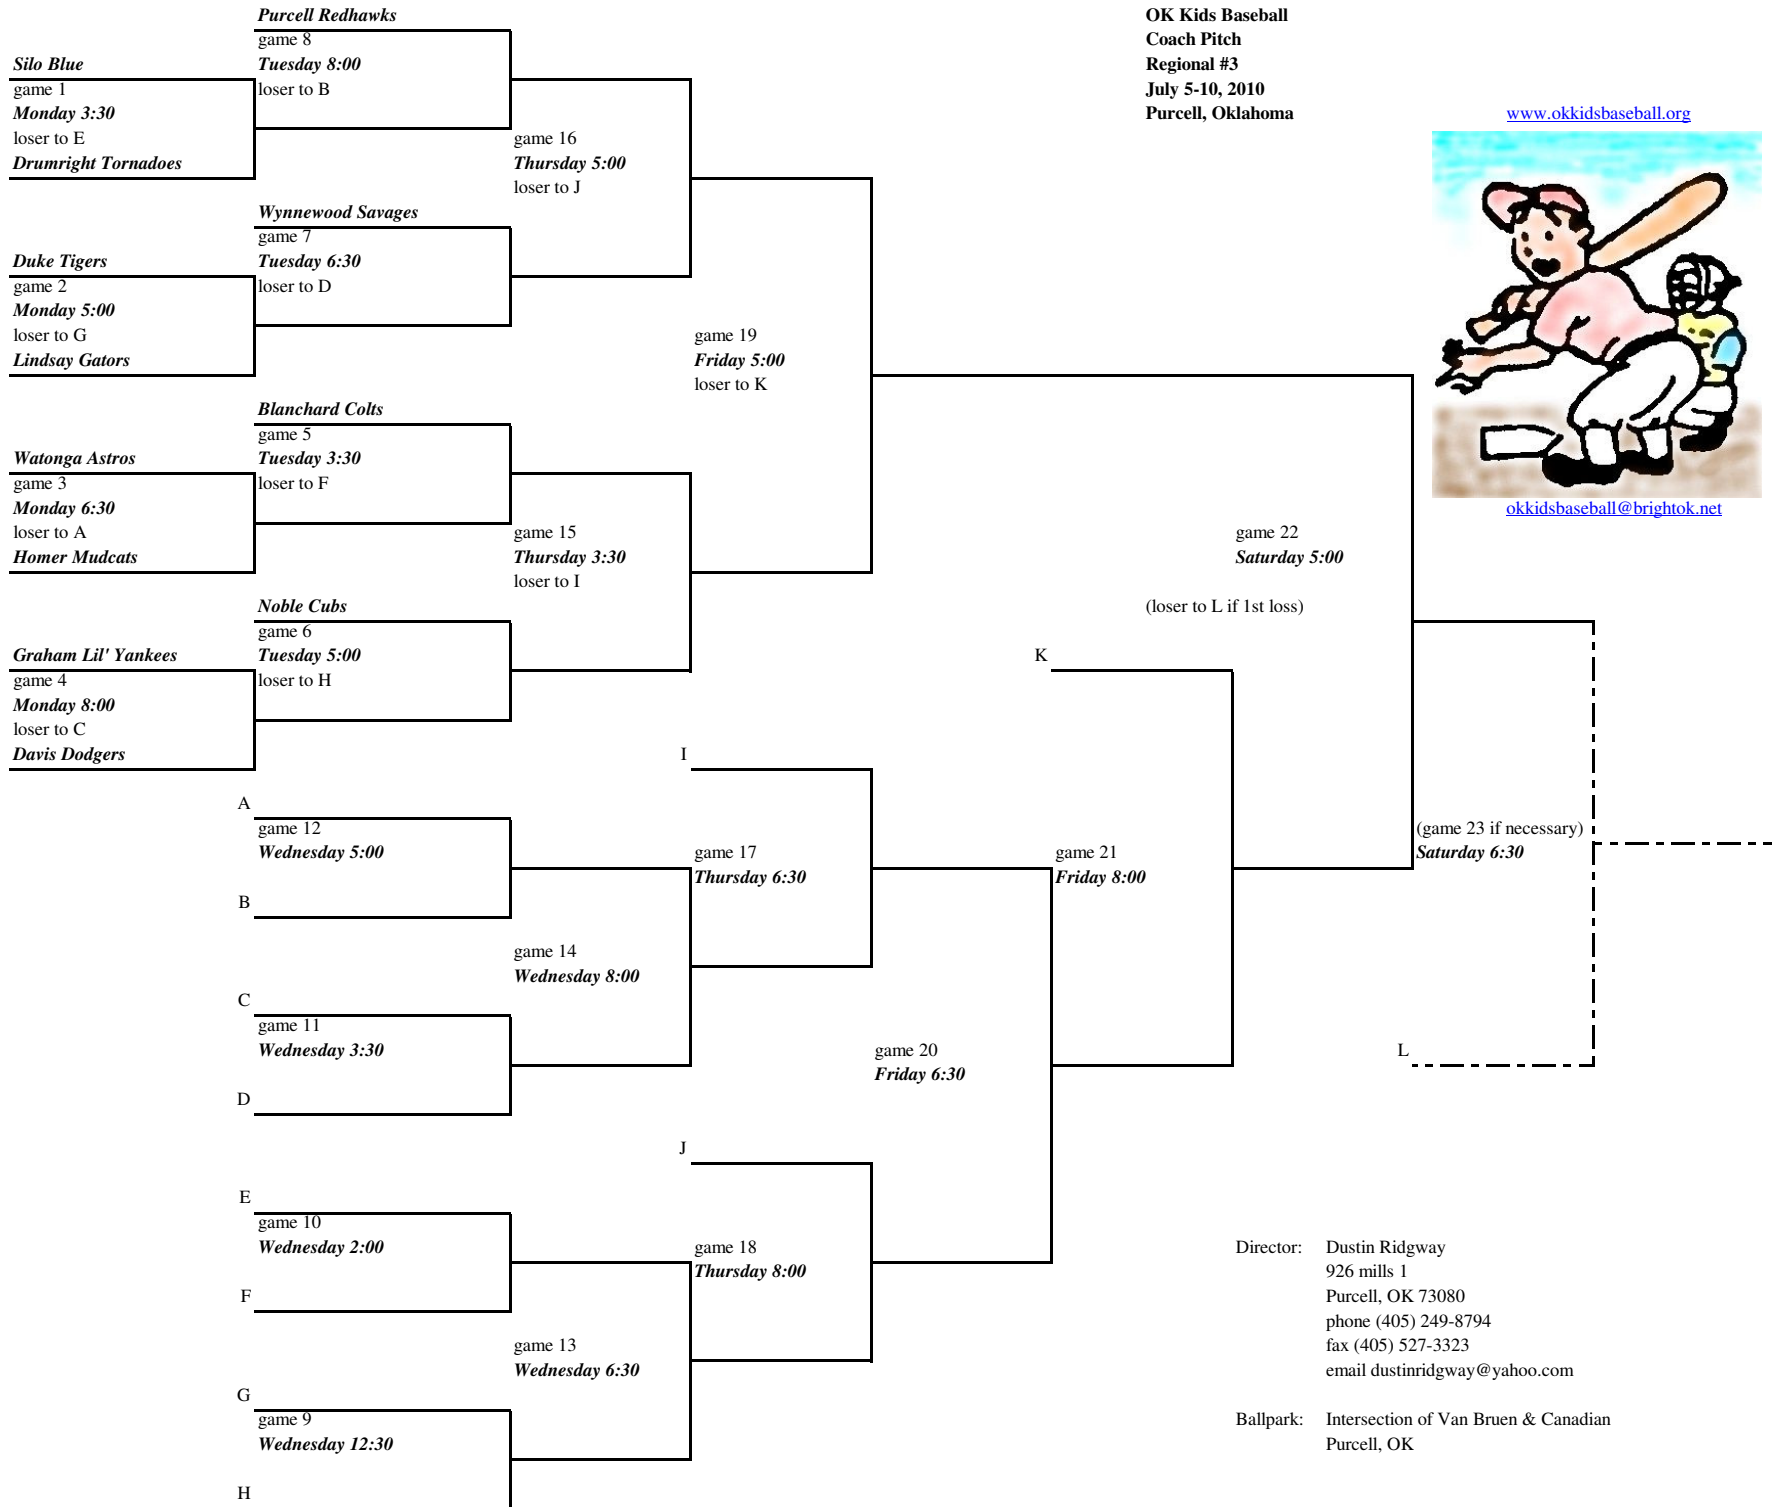 Purcell Redhawks
game 8
Tuesday 8:00
loser to B
Silo Blue
game 1
Monday 3:30
loser to E
Drumright Tornadoes
game 16
Thursday 5:00
loser to J
Wynnewood Savages
game 7
Tuesday 6:30
loser to D
Duke Tigers
game 2
Monday 5:00
loser to G
Lindsay Gators
game 19
Friday 5:00
loser to K
Blanchard Colts
game 5
Tuesday 3:30
loser to F
Watonga Astros
game 3
Monday 6:30
loser to A
Homer Mudcats
game 15
Thursday 3:30
loser to I
Noble Cubs
game 6
Tuesday 5:00
loser to H
Graham Lil' Yankees
game 4
Monday 8:00
loser to C
Davis Dodgers
OK Kids Baseball
Coach Pitch
Regional #3
July 5-10, 2010
Purcell, Oklahoma
www.okkidsbaseball.org
okkidsbaseball@brightok.net
game 22
Saturday 5:00
(loser to L if 1st loss)
K
I
A
game 12
Wednesday 5:00
B
game 17
Thursday 6:30
game 21
Friday 8:00
(game 23 if necessary)
Saturday 6:30
game 14
Wednesday 8:00
C
game 11
Wednesday 3:30
D
game 20
Friday 6:30
L
J
E
game 10
Wednesday 2:00
F
game 18
Thursday 8:00
game 13
Wednesday 6:30
G
game 9
Wednesday 12:30
H
Director: Dustin Ridgway
926 mills 1
Purcell, OK 73080
phone (405) 249-8794
fax (405) 527-3323
email dustinridgway@yahoo.com
Ballpark: Intersection of Van Bruen & Canadian
Purcell, OK